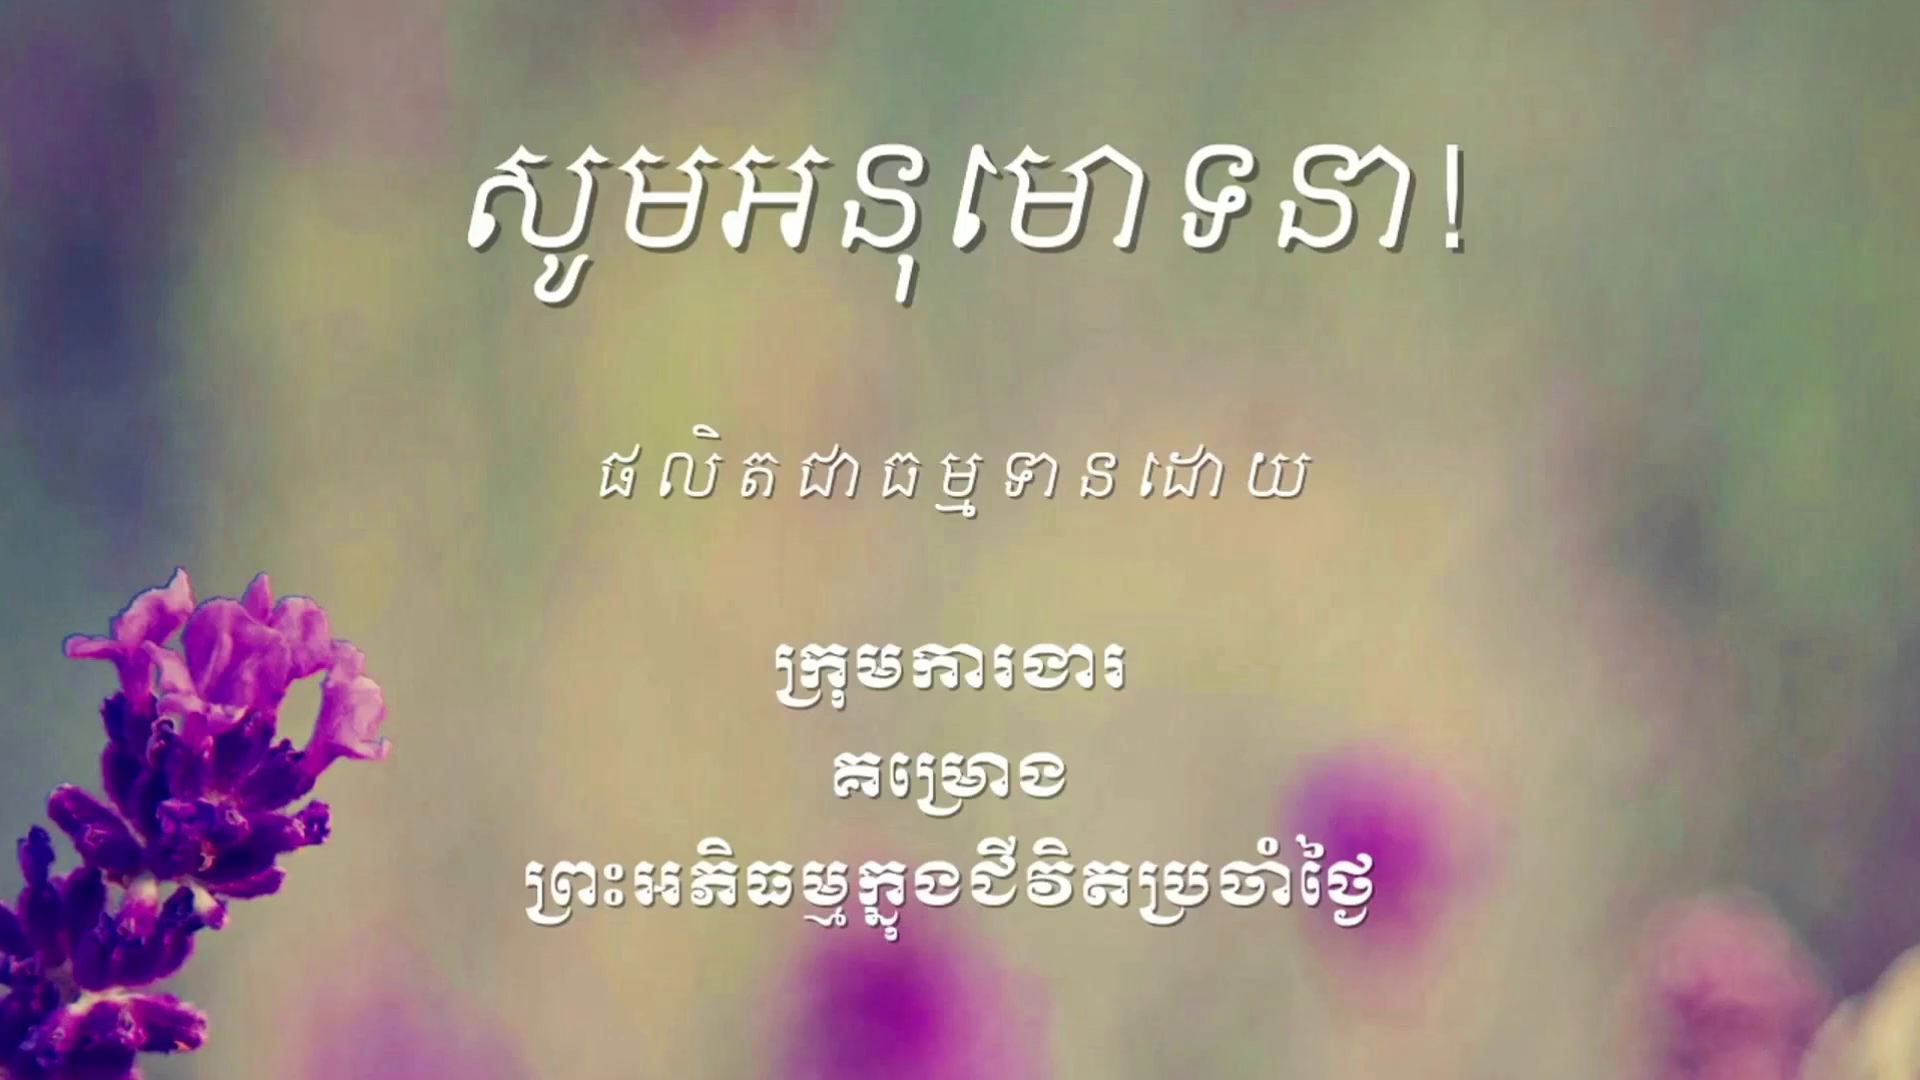 សូមអនុមោទនា!
ផលិតជាធម្មទានដោយ
ក្រុមការងារ
គម្រោង
ព្រះអភិធម្មក្នុងជីវិតប្រចាំថ្ងៃ